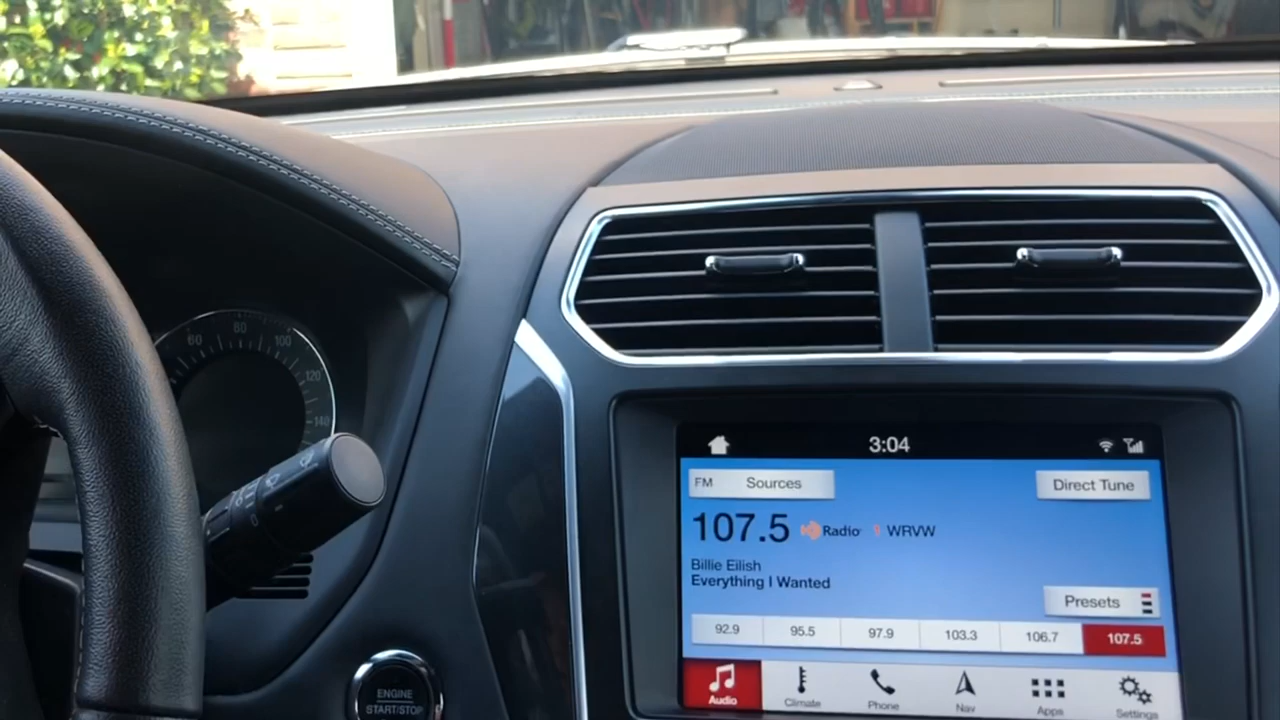 60
80
100
120
140
3:04
FM Sources
Direct Tune
107.5 HD Radio 1 WRVW
Billie Eilish
Everything I Wanted
Presets
92.9 95.5 97.9 103.3 106.7 107.5
Audio Climate Phone Nav Apps Settings
ENGINE
START/STOP